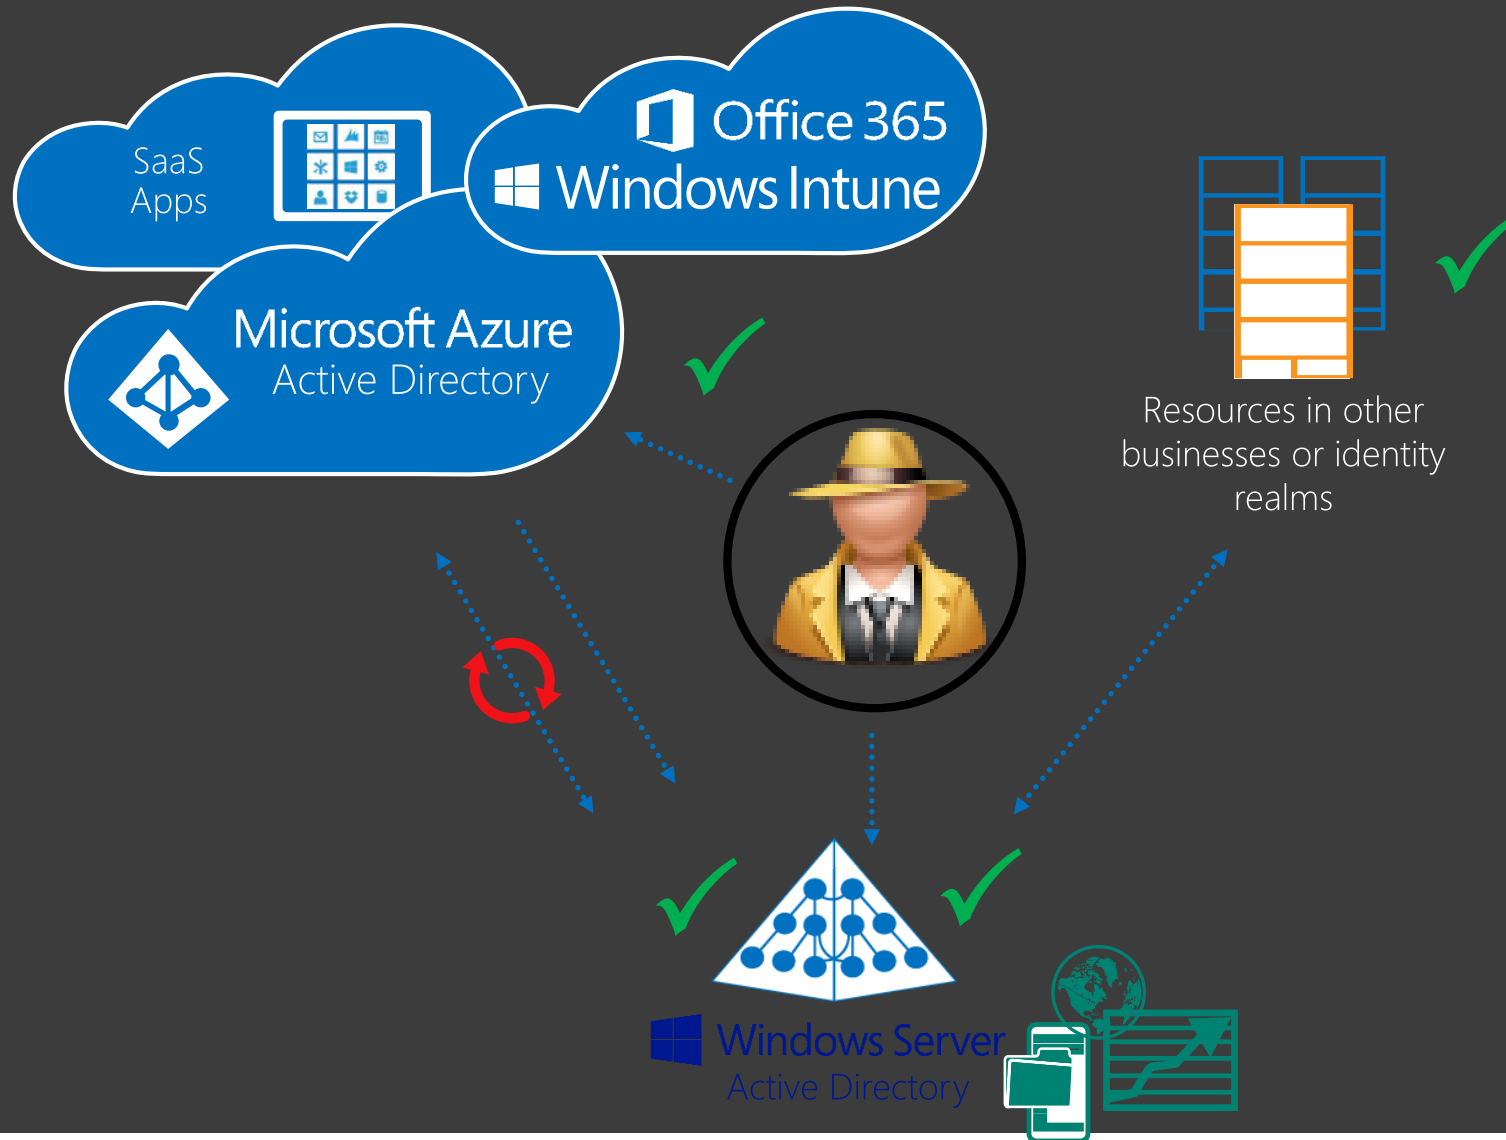 SaaS
Apps
Office 365
Windows Intune
Microsoft Azure
Active Directory
Resources in other
businesses or identity
realms
Windows Server
Active Directory